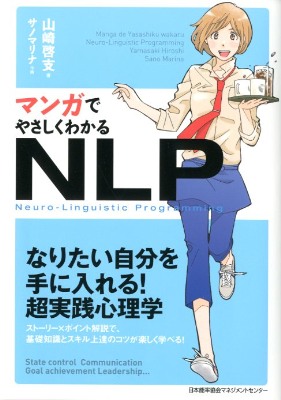 山崎啓支 著
サノマリナ 作画
Manga de Yasashiku wakaru
Neuro-Linguistic Programming
Yamasaki Hiroshi
Sano Marina
マンガで
やさしくわかる
NLP
Neuro-Linguistic Programming
なりたい自分を
手に入れる!
超実践心理学
ストーリー×ポイント解説で、
基礎知識とスキル上達のコツが楽しく学べる!
State control Communication
Goal achievement Leadership...
日本能率協会マネジメントセンター